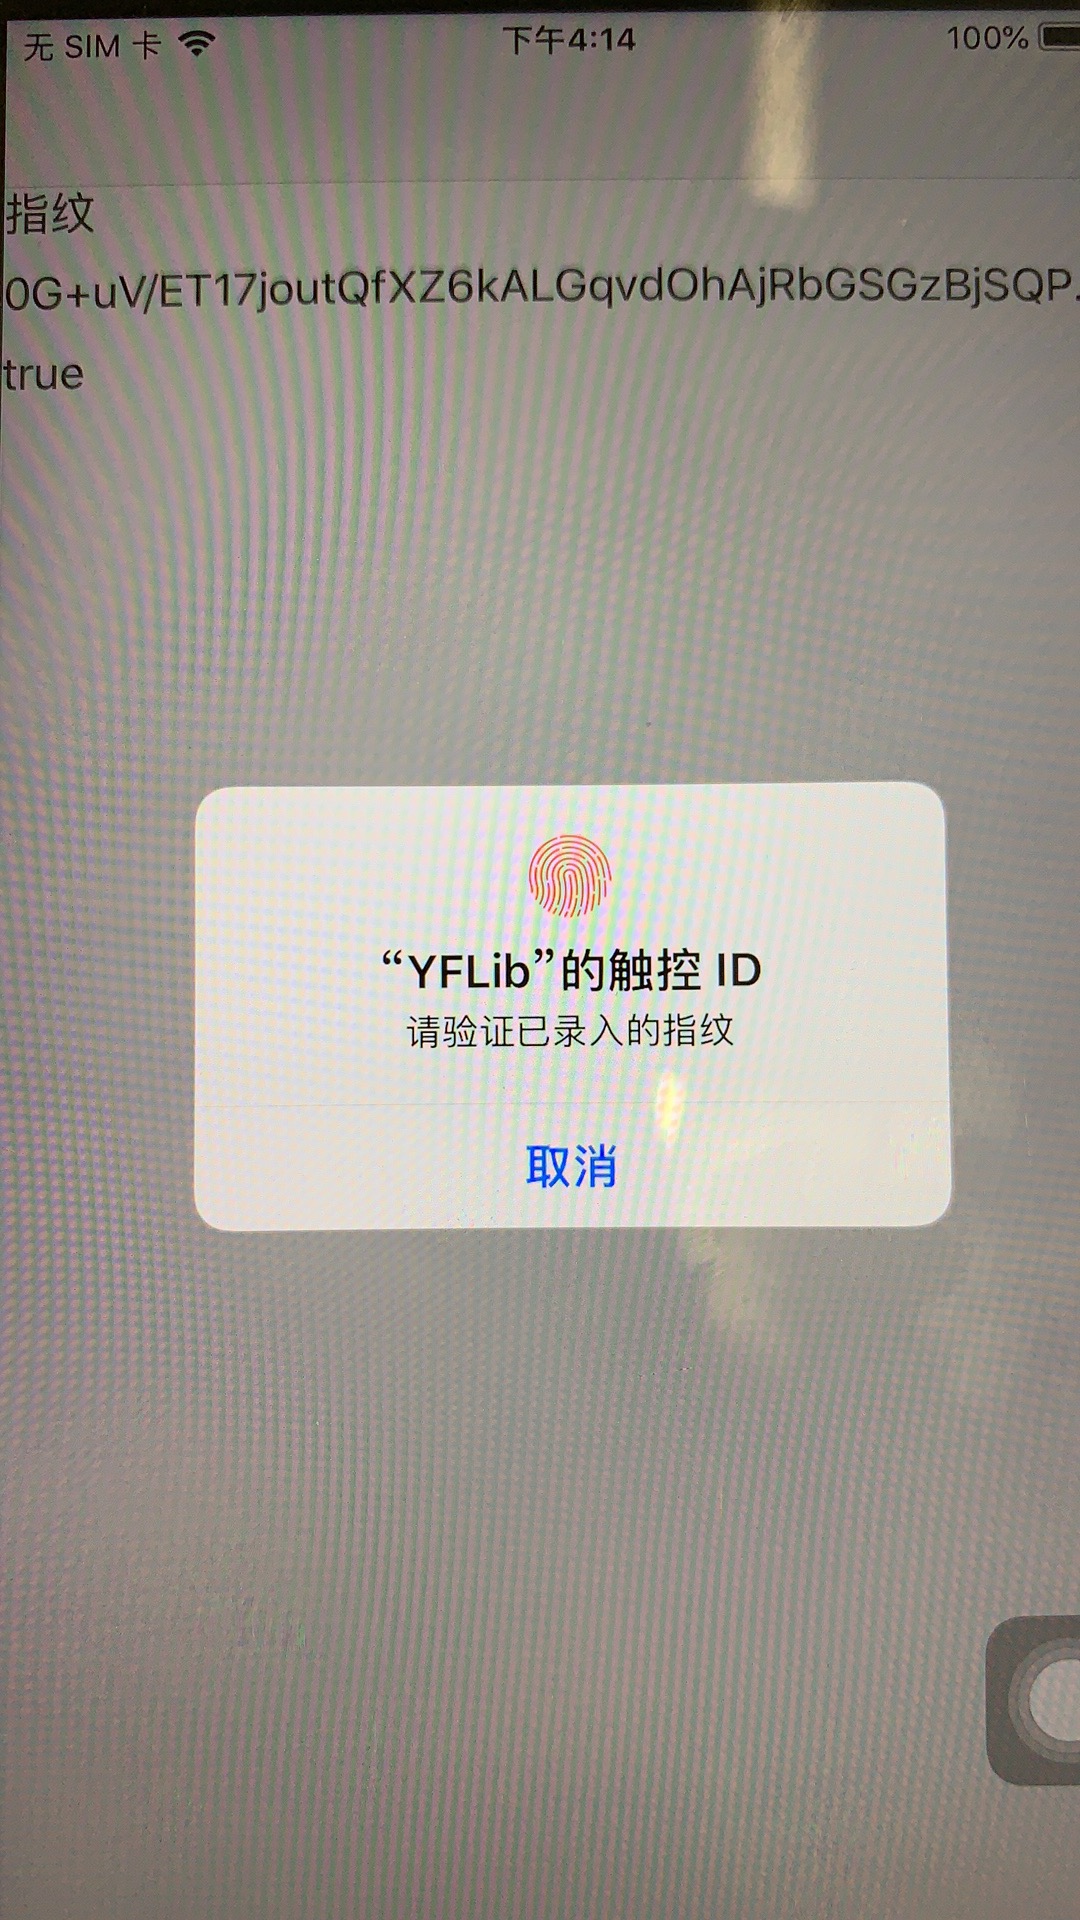 无 SIM 卡 下午4:14 100%
指纹
0G+uV/ET17joutQfXZ6kALGqvdOhAjRbGSGzBjSQP.
true
“YFLib”的触控 ID
请验证已录入的指纹
取消